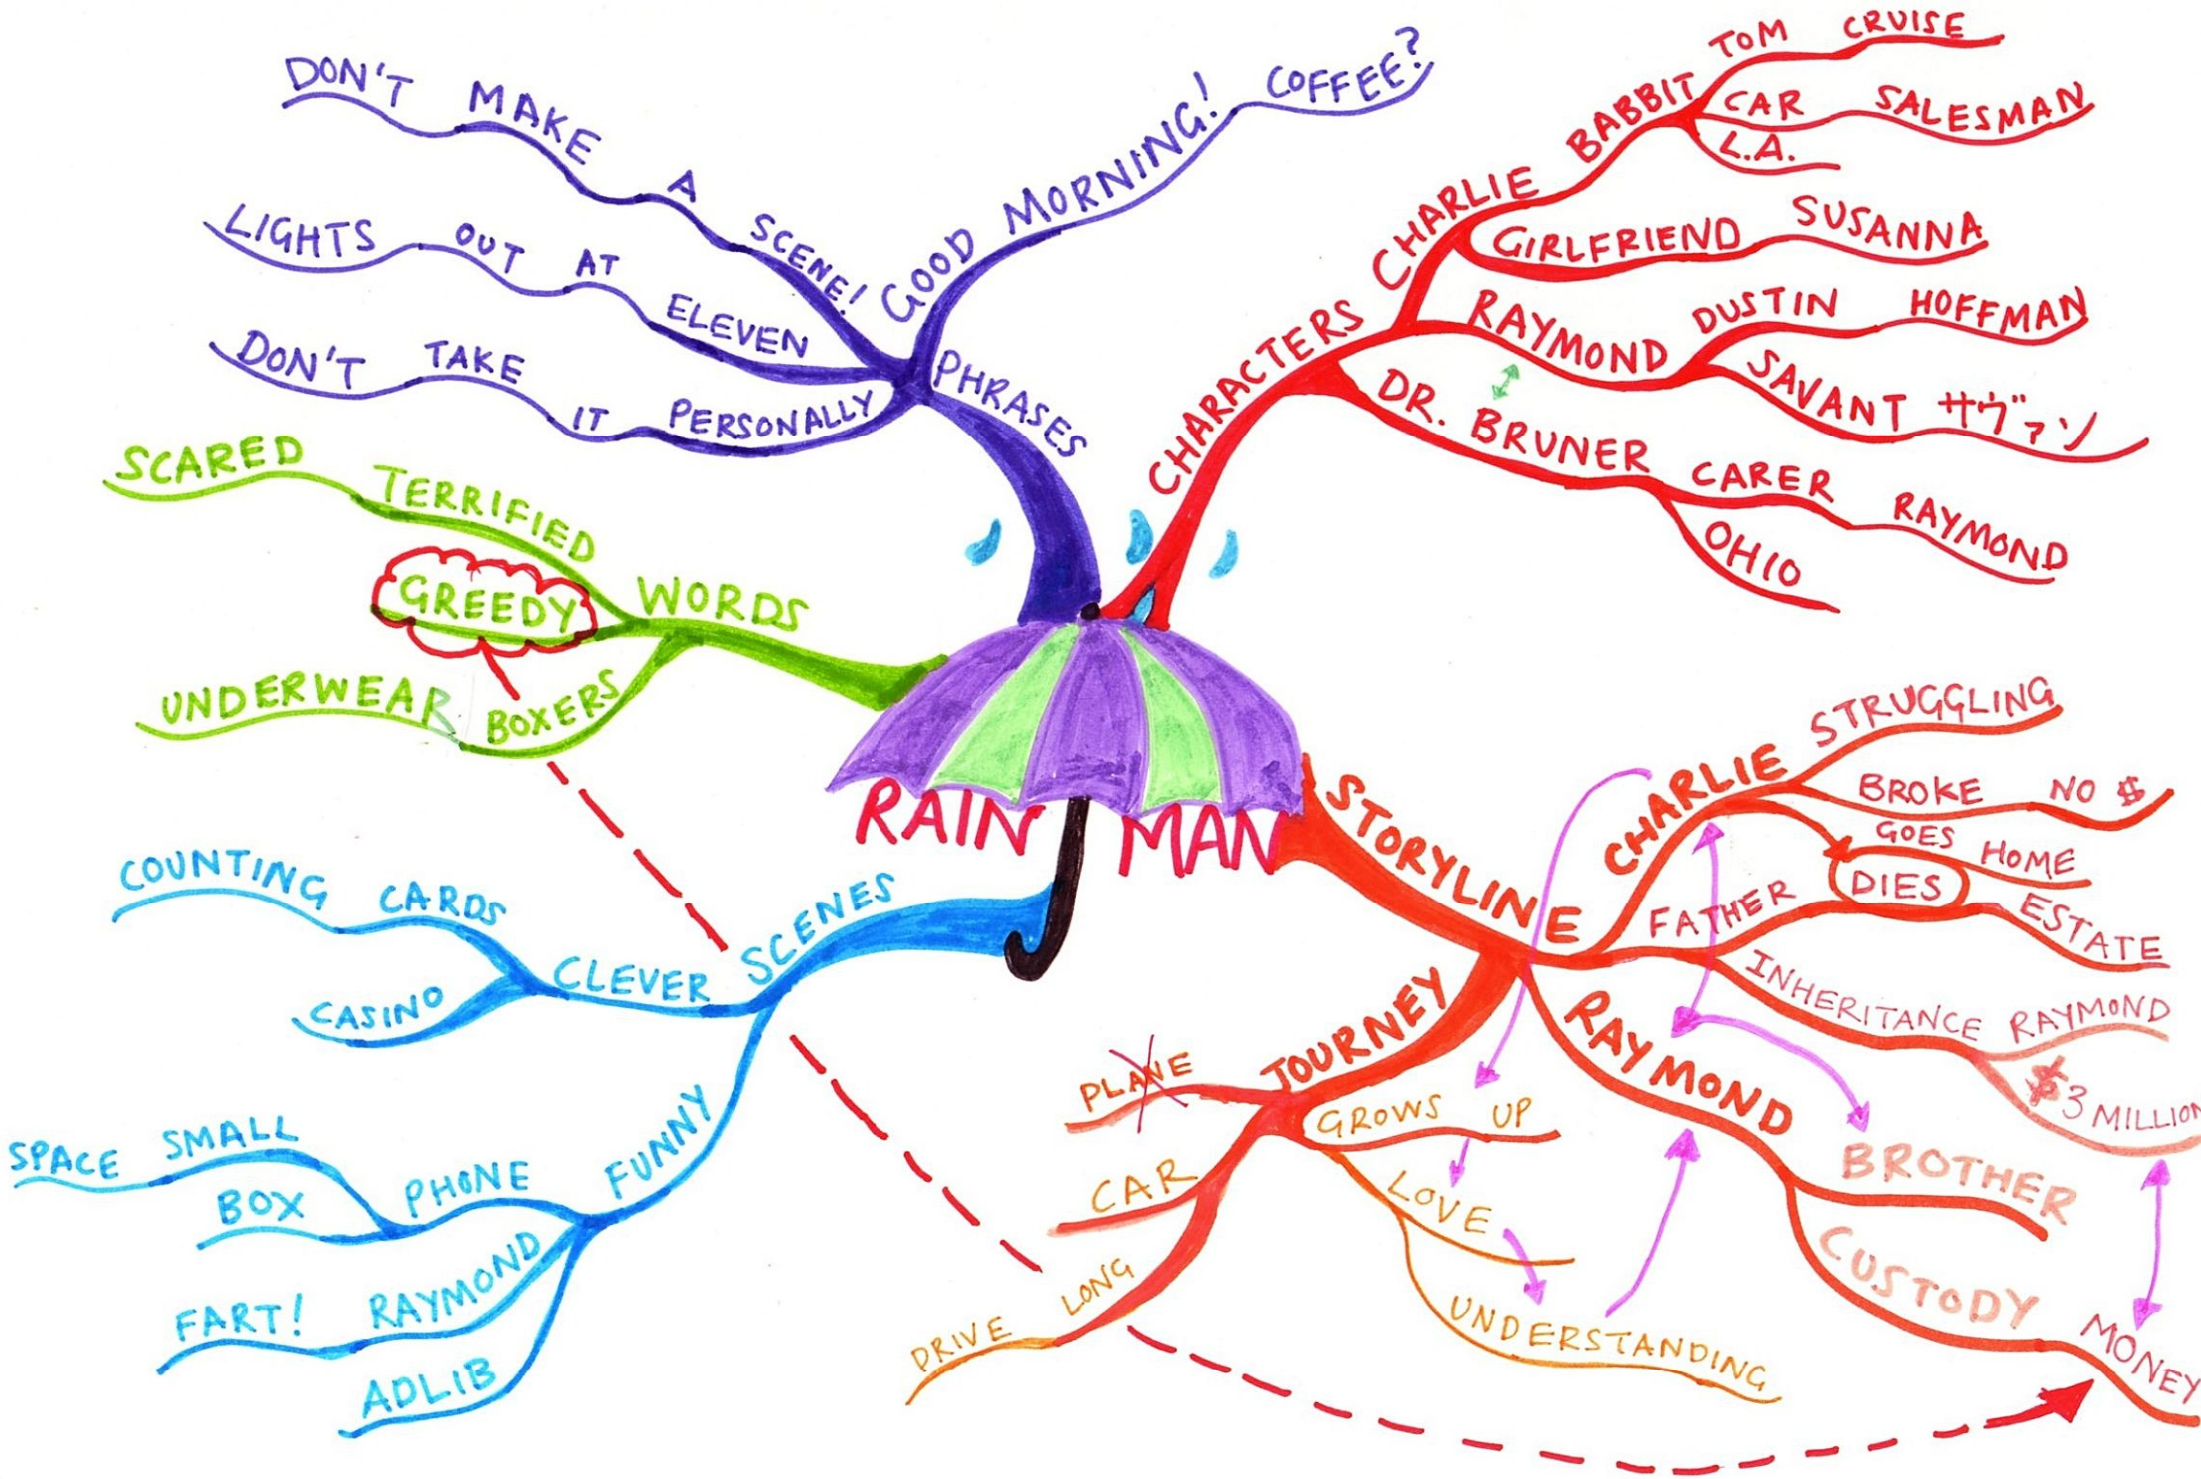 RAIN MAN
PHRASES
GOOD MORNING! COFFEE?
DON'T MAKE A SCENE!
LIGHTS OUT AT ELEVEN
DON'T TAKE IT PERSONALLY
WORDS
TERRIFIED SCARED
GREEDY
BOXERS UNDERWEAR
SCENES
CLEVER
COUNTING CARDS
CASINO
FUNNY
PHONE
SMALL SPACE
BOX
RAYMOND FART!
ADLIB
CHARACTERS
CHARLIE BABBIT
TOM CRUISE
CAR SALESMAN
L.A.
GIRLFRIEND SUSANNA
RAYMOND
DUSTIN HOFFMAN
SAVANT サヴァン
DR. BRUNER
CARER RAYMOND
OHIO
STORYLINE
CHARLIE
STRUGGLING
BROKE NO $
GOES HOME
FATHER
DIES
ESTATE
INHERITANCE
RAYMOND
$3 MILLION
RAYMOND
BROTHER
CUSTODY
MONEY
JOURNEY
PLANE
CAR
LONG DRIVE
GROWS UP
LOVE
UNDERSTANDING